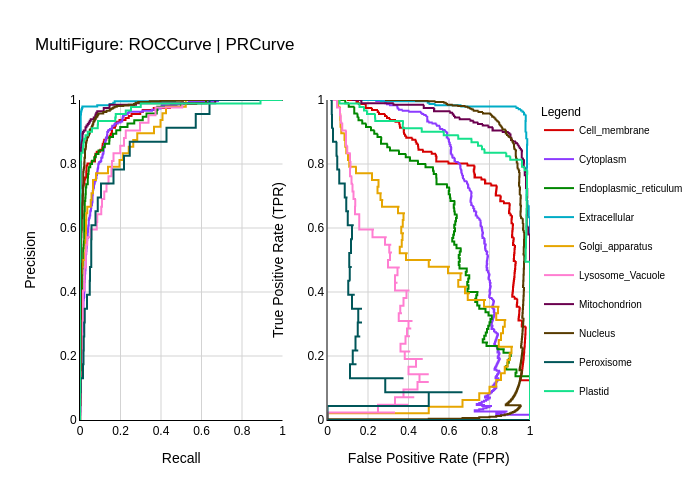 MultiFigure: ROCCurve | PRCurve
1
0.8
0.6
0.4
0.2
0
0 0.2 0.4 0.6 0.8 1
Precision
Recall
1
0.8
0.6
0.4
0.2
0
0 0.2 0.4 0.6 0.8 1
True Positive Rate (TPR)
False Positive Rate (FPR)
Legend
Cell_membrane
Cytoplasm
Endoplasmic_reticulum
Extracellular
Golgi_apparatus
Lysosome_Vacuole
Mitochondrion
Nucleus
Peroxisome
Plastid